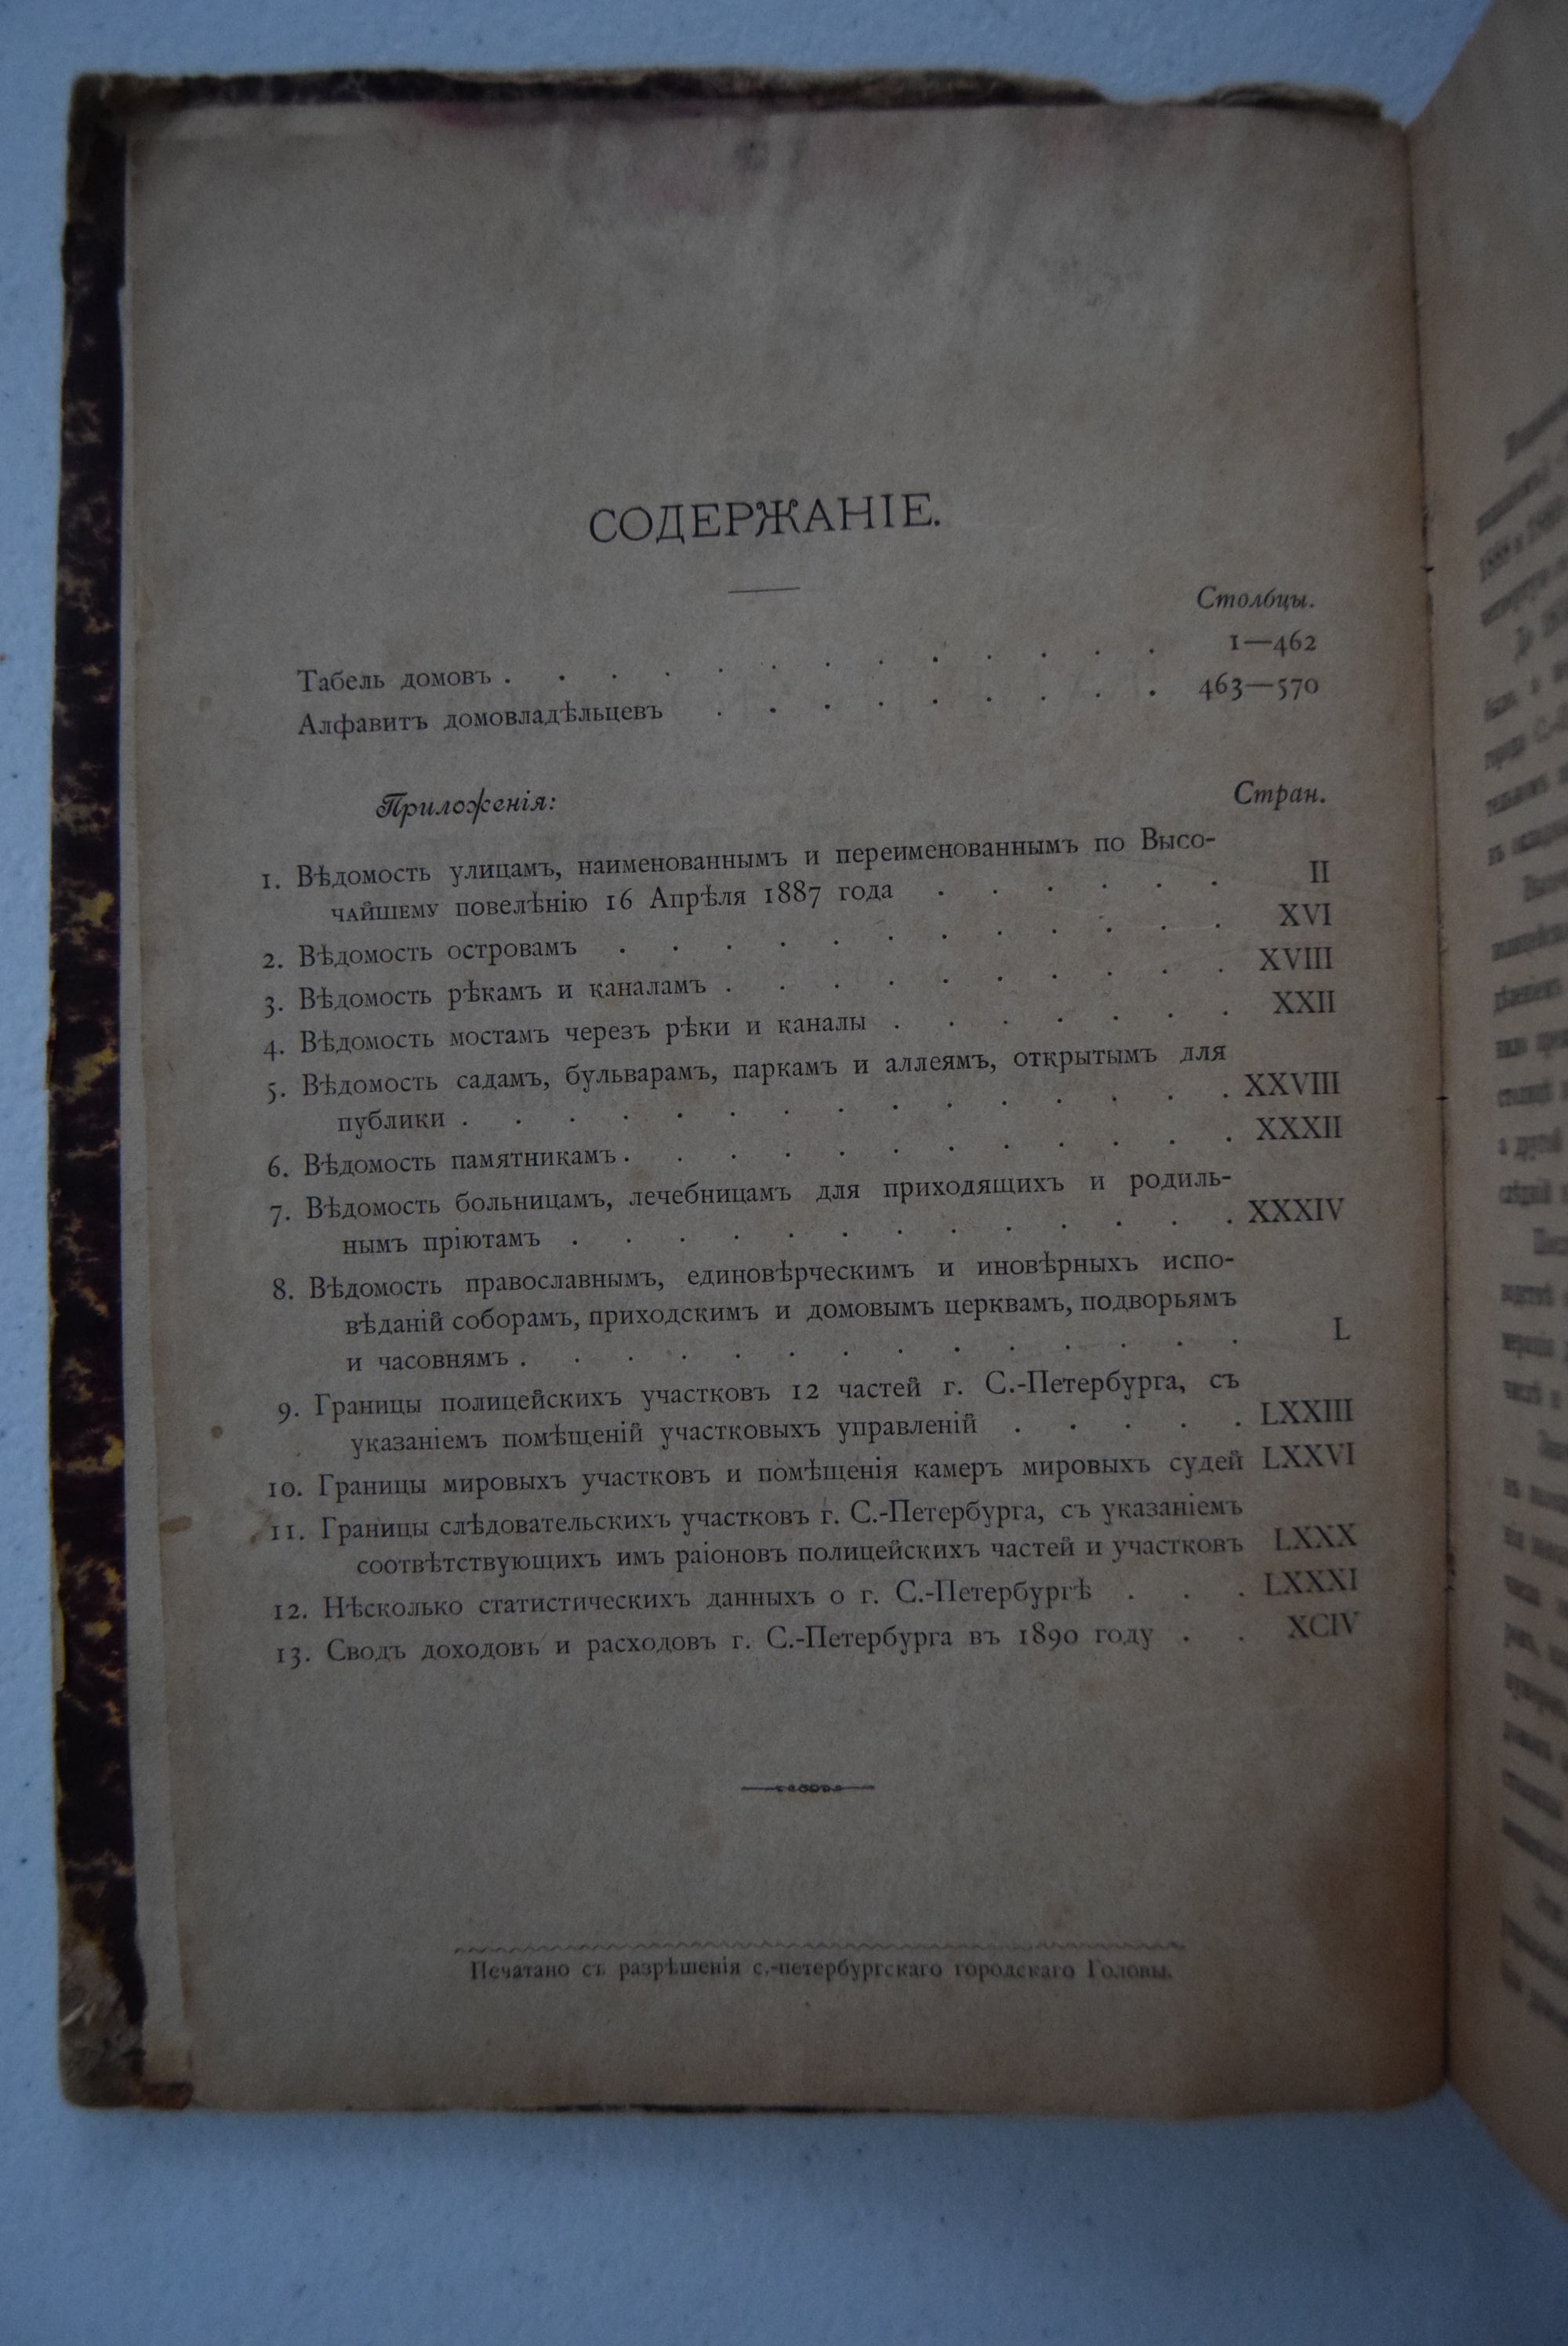 СОДЕРЖАНІЕ.
Столбцы.
Табель домовъ . . . . . . . . . . . . . 1—462
Алфавитъ домовладѣльцевъ . . . . . . . . . 463—570
Приложенія: Стран.
1. Вѣдомость улицамъ, наименованнымъ и переименованнымъ по Высо-
чайшему повелѣнію 16 Апрѣля 1887 года . . . . . . II
2. Вѣдомость островамъ . . . . . . . . . . . . XVI
3. Вѣдомость рѣкамъ и каналамъ . . . . . . . . . . XVIII
4. Вѣдомость мостамъ черезъ рѣки и каналы . . . . . . . XXII
5. Вѣдомость садамъ, бульварамъ, паркамъ и аллеямъ, открытымъ для
публики . . . . . . . . . . . . . . . XXVIII
6. Вѣдомость памятникамъ . . . . . . . . . . . . XXXII
7. Вѣдомость больницамъ, лечебницамъ для приходящихъ и родиль-
нымъ пріютамъ . . . . . . . . . . . . . XXXIV
8. Вѣдомость православнымъ, единовѣрческимъ и иновѣрныхъ испо-
вѣданій соборамъ, приходскимъ и домовымъ церквамъ, подворьямъ
и часовнямъ . . . . . . . . . . . . . . L
9. Границы полицейскихъ участковъ 12 частей г. С.-Петербурга, съ
указаніемъ помѣщеній участковыхъ управленій . . . . . LXXIII
10. Границы мировыхъ участковъ и помѣщенія камеръ мировыхъ судей LXXVI
11. Границы слѣдовательскихъ участковъ г. С.-Петербурга, съ указаніемъ
соотвѣтствующихъ имъ раіоновъ полицейскихъ частей и участковъ LXXX
12. Нѣсколько статистическихъ данныхъ о г. С.-Петербургѣ . . . LXXXI
13. Сводъ доходовъ и расходовъ г. С.-Петербурга въ 1890 году . . XCIV
Печатано съ разрѣшенія с.-петербургскаго городскаго Головы.